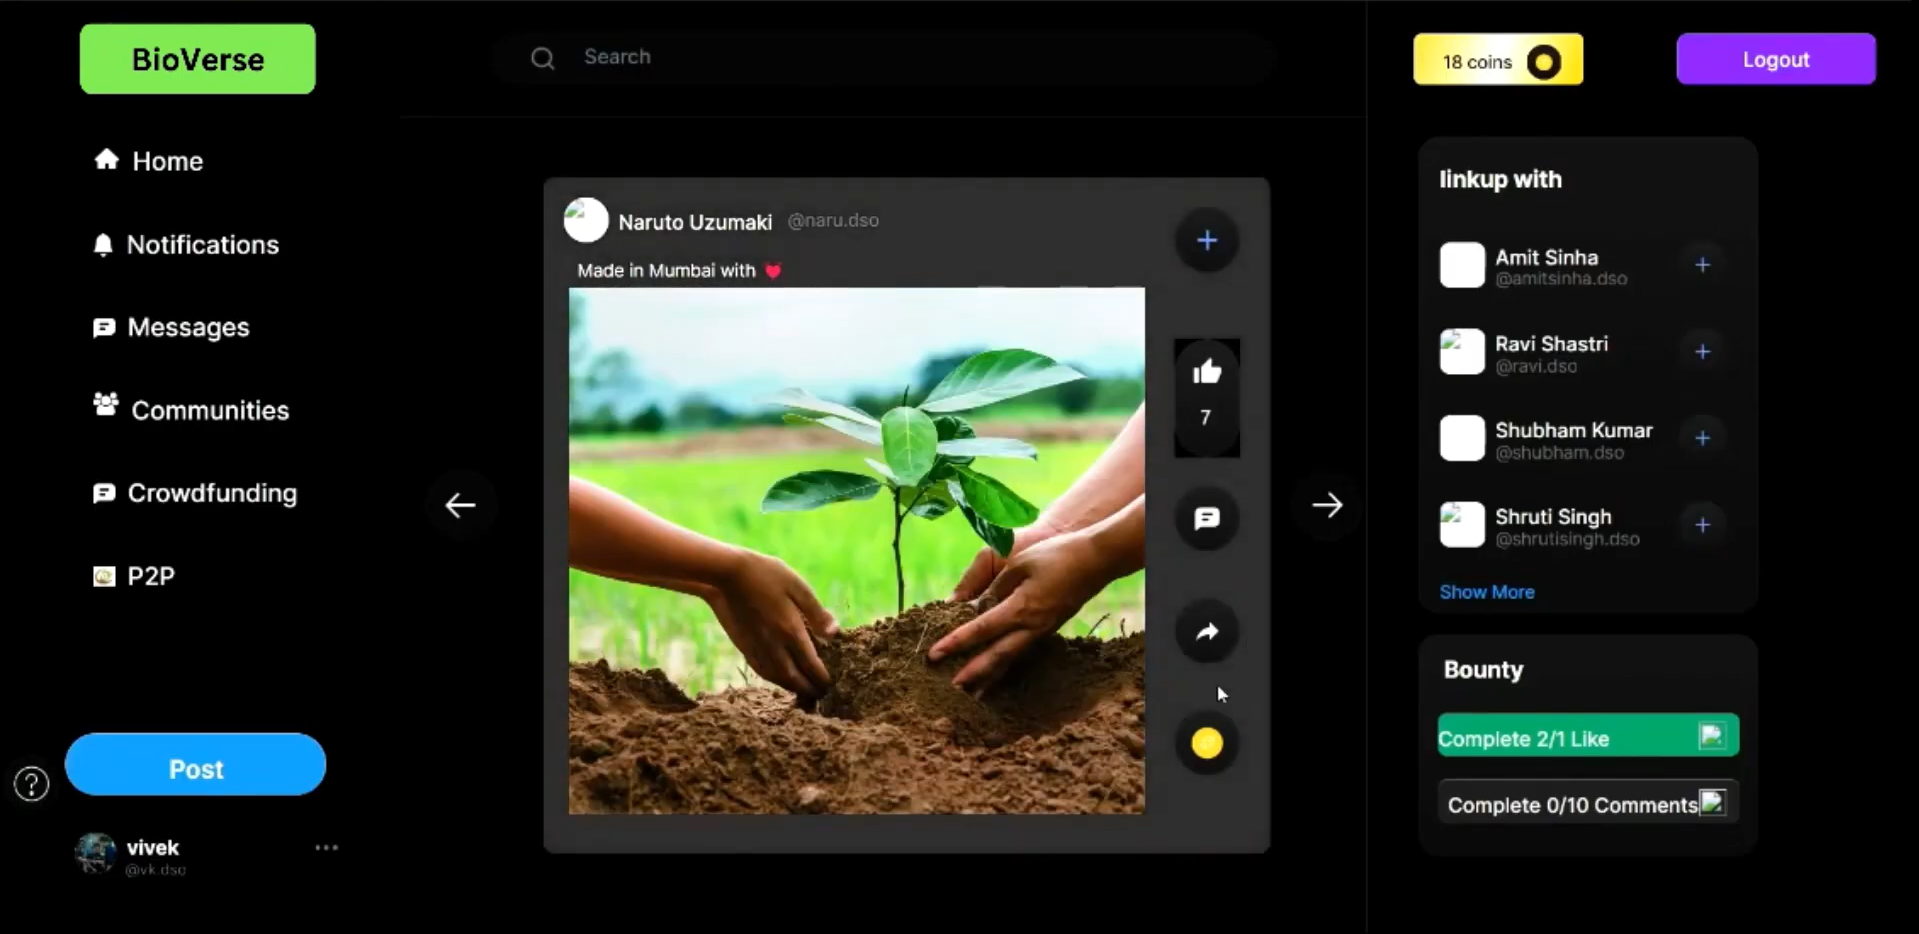 BioVerse
Search
18 coins
Logout
Home
Notifications
Messages
Communities
Crowdfunding
P2P
Post
vivek
@vk.dso
Naruto Uzumaki @naru.dso
Made in Mumbai with
7
linkup with
Amit Sinha
@amitsinha.dso
Ravi Shastri
@ravi.dso
Shubham Kumar
@shubham.dso
Shruti Singh
@shrutisingh.dso
Show More
Bounty
Complete 2/1 Like
Complete 0/10 Comments